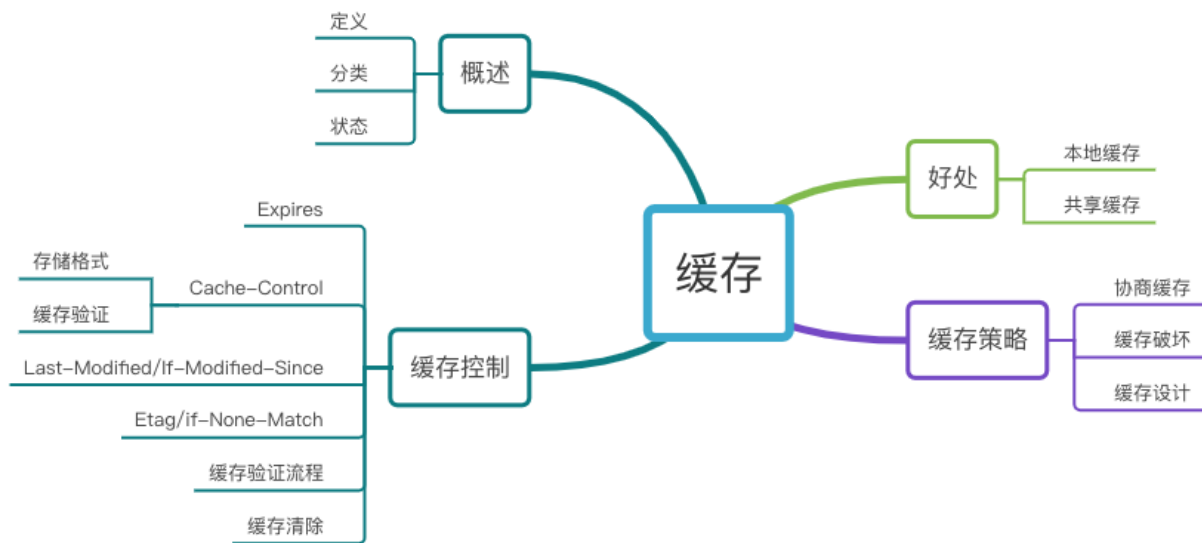 缓存
概述
定义
分类
状态
好处
本地缓存
共享缓存
缓存控制
Expires
Cache-Control
存储格式
缓存验证
Last-Modified/If-Modified-Since
Etag/if-None-Match
缓存验证流程
缓存清除
缓存策略
协商缓存
缓存破坏
缓存设计